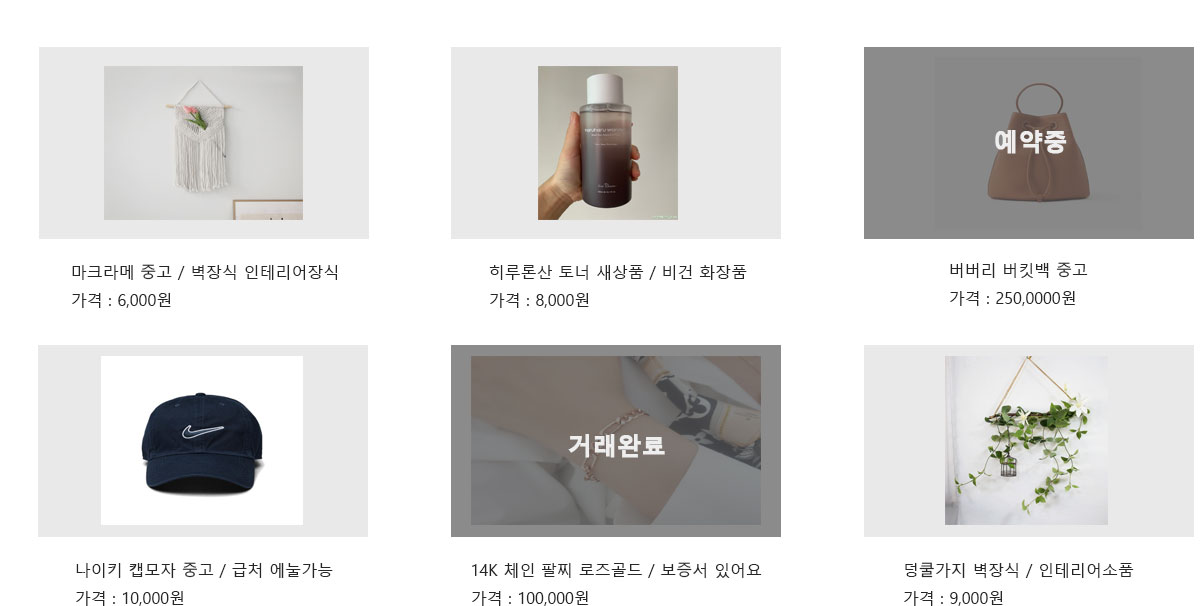 예약중
마크라메 중고 / 벽장식 인테리어장식
가격 : 6,000원
히루론산 토너 새상품 / 비건 화장품
가격 : 8,000원
버버리 버킷백 중고
가격 : 250,0000원
거래완료
나이키 캡모자 중고 / 급처 에눌가능
가격 : 10,000원
14K 체인 팔찌 로즈골드 / 보증서 있어요
가격 : 100,000원
덩쿨가지 벽장식 / 인테리어소품
가격 : 9,000원